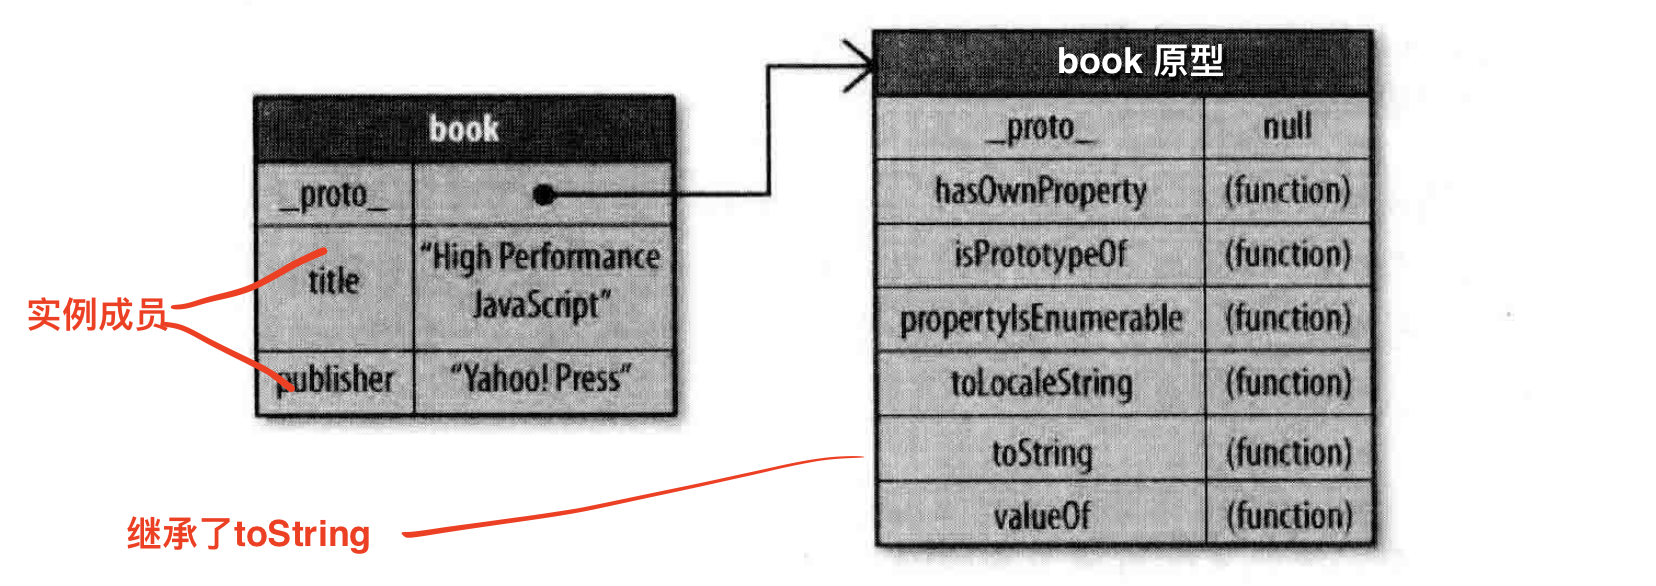 book 原型
book
_proto_
null
_proto_
hasOwnProperty
(function)
isPrototypeOf
(function)
title
“High Performance
JavaScript”
实例成员
propertyIsEnumerable
(function)
publisher
“Yahoo! Press”
toLocaleString
(function)
toString
(function)
继承了toString
valueOf
(function)